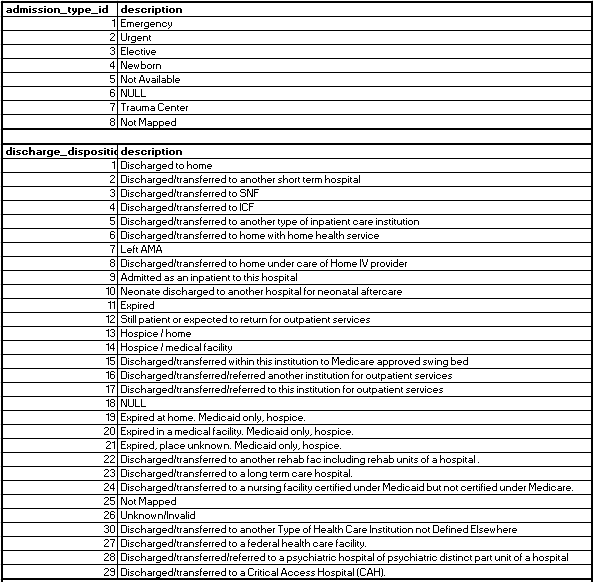 admission_type_id description
1 Emergency
2 Urgent
3 Elective
4 Newborn
5 Not Available
6 NULL
7 Trauma Center
8 Not Mapped
discharge_dispositic description
1 Discharged to home
2 Discharged/transferred to another short term hospital
3 Discharged/transferred to SNF
4 Discharged/transferred to ICF
5 Discharged/transferred to another type of inpatient care institution
6 Discharged/transferred to home with home health service
7 Left AMA
8 Discharged/transferred to home under care of Home IV provider
9 Admitted as an inpatient to this hospital
10 Neonate discharged to another hospital for neonatal aftercare
11 Expired
12 Still patient or expected to return for outpatient services
13 Hospice / home
14 Hospice / medical facility
15 Discharged/transferred within this institution to Medicare approved swing bed
16 Discharged/transferred/referred another institution for outpatient services
17 Discharged/transferred/referred to this institution for outpatient services
18 NULL
19 Expired at home. Medicaid only, hospice.
20 Expired in a medical facility. Medicaid only, hospice.
21 Expired, place unknown. Medicaid only, hospice.
22 Discharged/transferred to another rehab fac including rehab units of a hospital .
23 Discharged/transferred to a long term care hospital.
24 Discharged/transferred to a nursing facility certified under Medicaid but not certified under Medicare.
25 Not Mapped
26 Unknown/Invalid
30 Discharged/transferred to another Type of Health Care Institution not Defined Elsewhere
27 Discharged/transferred to a federal health care facility.
28 Discharged/transferred/referred to a psychiatric hospital of psychiatric distinct part unit of a hospital
29 Discharged/transferred to a Critical Access Hospital (CAH).